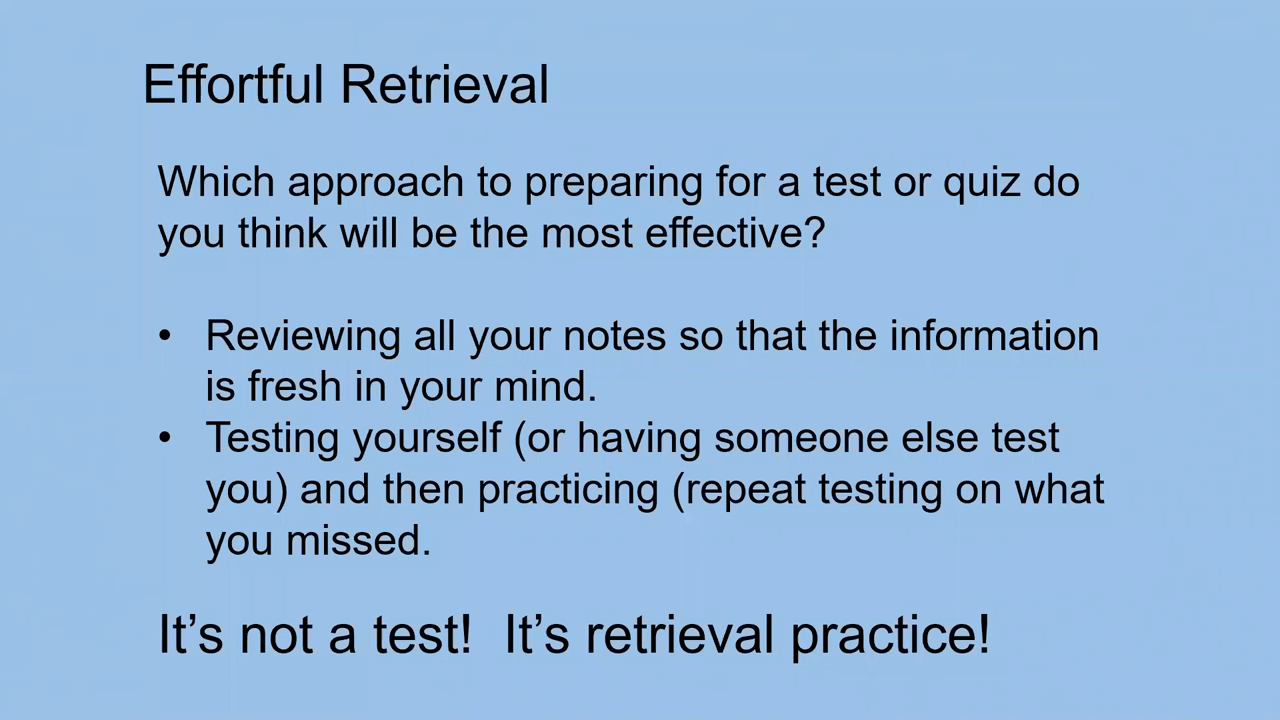 Effortful Retrieval
Which approach to preparing for a test or quiz do
you think will be the most effective?
• Reviewing all your notes so that the information
is fresh in your mind.
• Testing yourself (or having someone else test
you) and then practicing (repeat testing on what
you missed.
It’s not a test!  It’s retrieval practice!